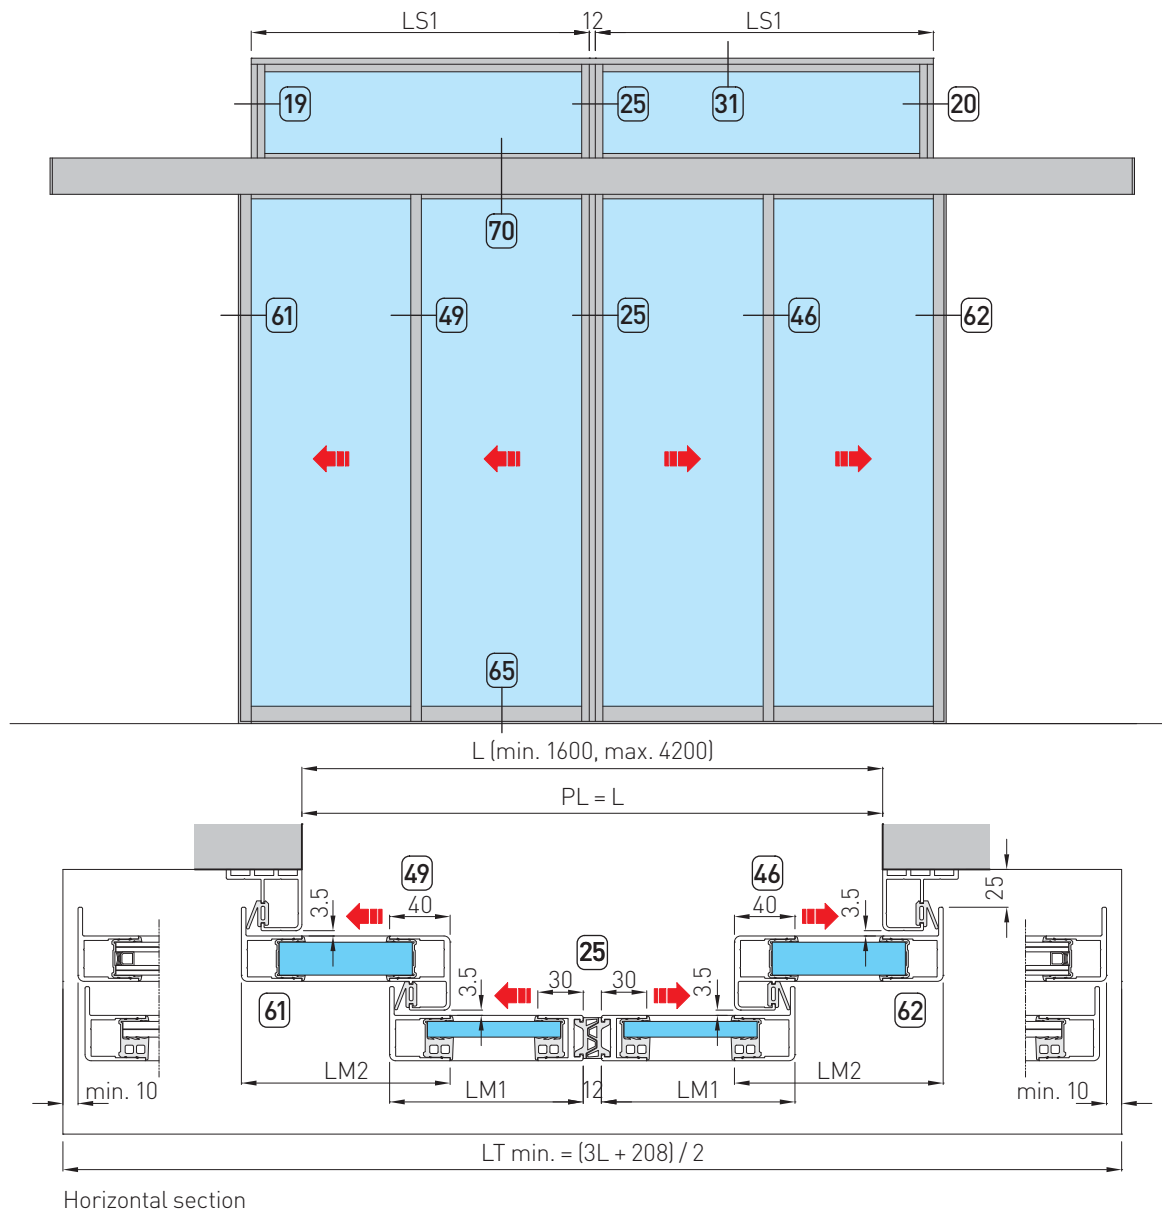 LS1 12 LS1
19 25 31 20
70
61 49 25 46 62
65
L (min. 1600, max. 4200)
PL = L
49 46
3.5 40 40 3.5 25
25
3.5 30 30 3.5
61 62
LM2 LM2
min. 10 LM1 12 LM1 min. 10
LT min. = (3L + 208) / 2
Horizontal section